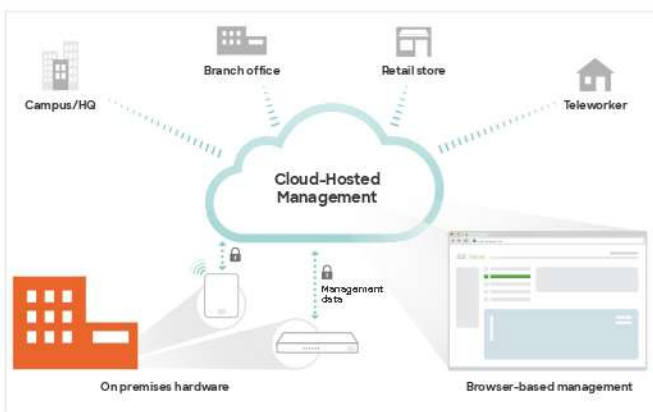 Branch office
Retail store
Campus/HQ
Teleworker
Cloud-Hosted
Management
Management
data
On premises hardware
Browser-based management